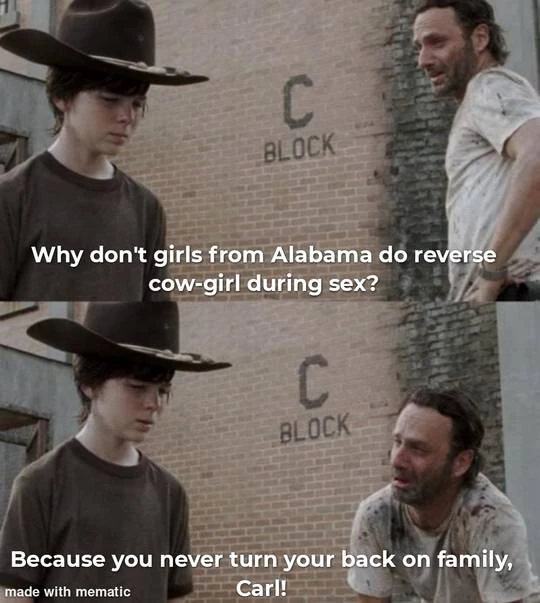 C
BLOCK
Why don't girls from Alabama do reverse
cow-girl during sex?
C
BLOCK
Because you never turn your back on family,
Carl!
made with mematic